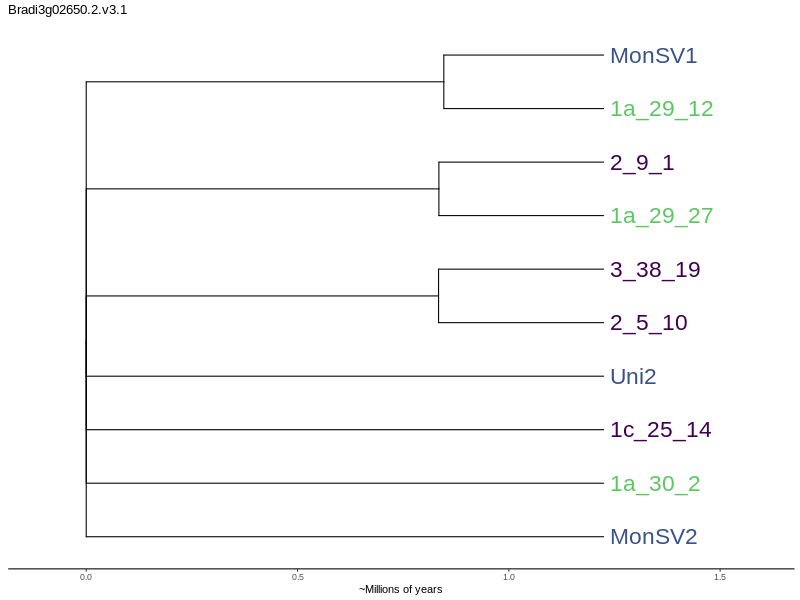 Bradi3g02650.2.v3.1
MonSV1
1a_29_12
2_9_1
1a_29_27
3_38_19
2_5_10
Uni2
1c_25_14
1a_30_2
MonSV2
0.0 0.5 1.0 1.5
~Millions of years